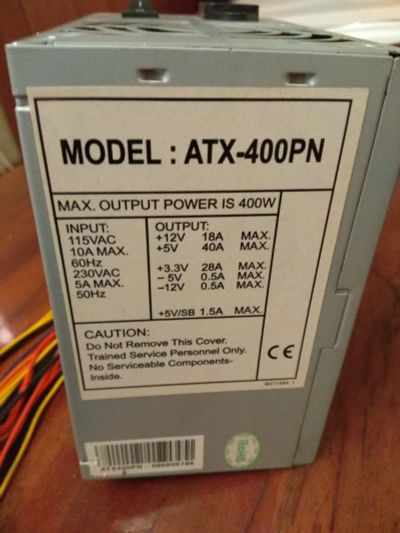 MODEL : ATX-400PN
MAX. OUTPUT POWER IS 400W
INPUT:
115VAC
10A MAX.
60Hz
230VAC
5A MAX.
50Hz
OUTPUT:
+12V 18A MAX.
+5V 40A MAX.
+3.3V 28A MAX.
– 5V 0.5A MAX.
–12V 0.5A MAX.
+5V/SB 1.5A MAX.
CAUTION:
Do Not Remove This Cover.
Trained Service Personnel Only.
No Serviceable Components-
Inside.
CE
RoHS